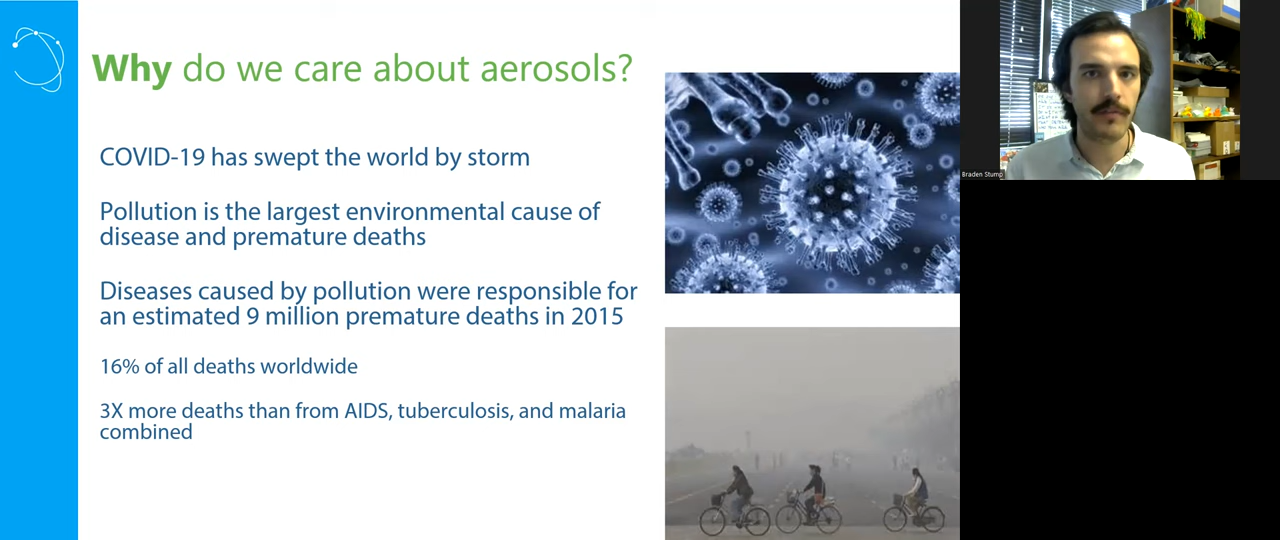 Why do we care about aerosols?
COVID-19 has swept the world by storm
Pollution is the largest environmental cause of
disease and premature deaths
Diseases caused by pollution were responsible for
an estimated 9 million premature deaths in 2015
16% of all deaths worldwide
3X more deaths than from AIDS, tuberculosis, and malaria
combined
Braden Stump